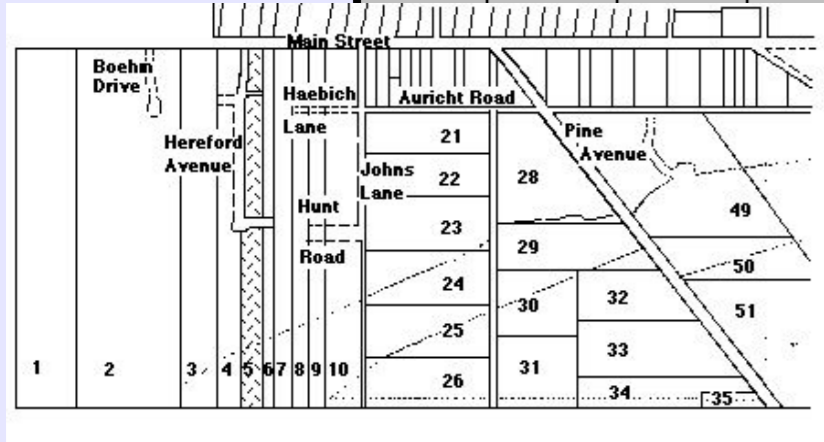 Main Street
Boehm
Drive
Haebich
Auricht Road
Lane
Pine
Avenue
Hereford
Avenue
Johns
Lane
Hunt
Road
21
22
23
24
25
26
28
29
30
31
32
33
34
35
49
50
51
1
2
3
4
5
6
7
8
9
10